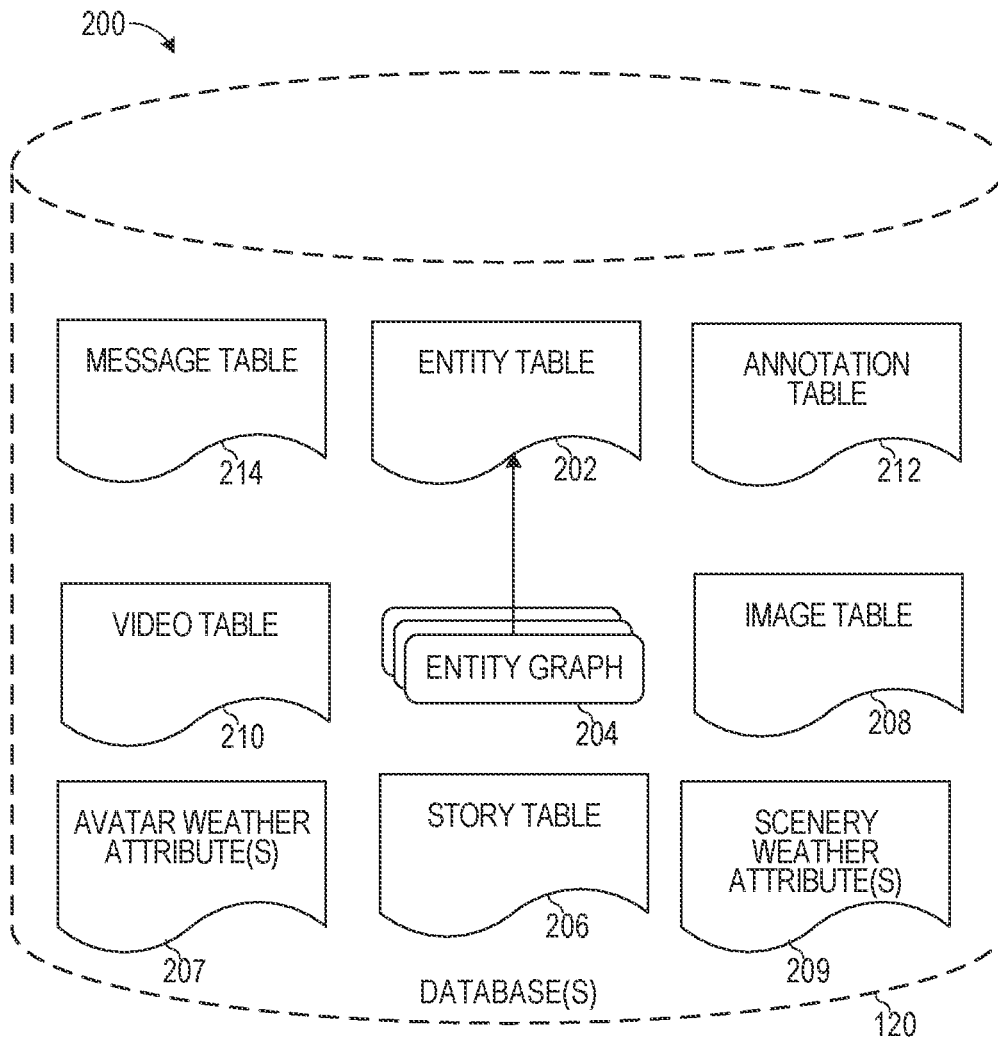 200
MESSAGE TABLE
214
ENTITY TABLE
202
ANNOTATION
TABLE
212
VIDEO TABLE
210
ENTITY GRAPH
204
IMAGE TABLE
208
AVATAR WEATHER
ATTRIBUTE(S)
207
STORY TABLE
206
SCENERY
WEATHER
ATTRIBUTE(S)
209
DATABASE(S)
120